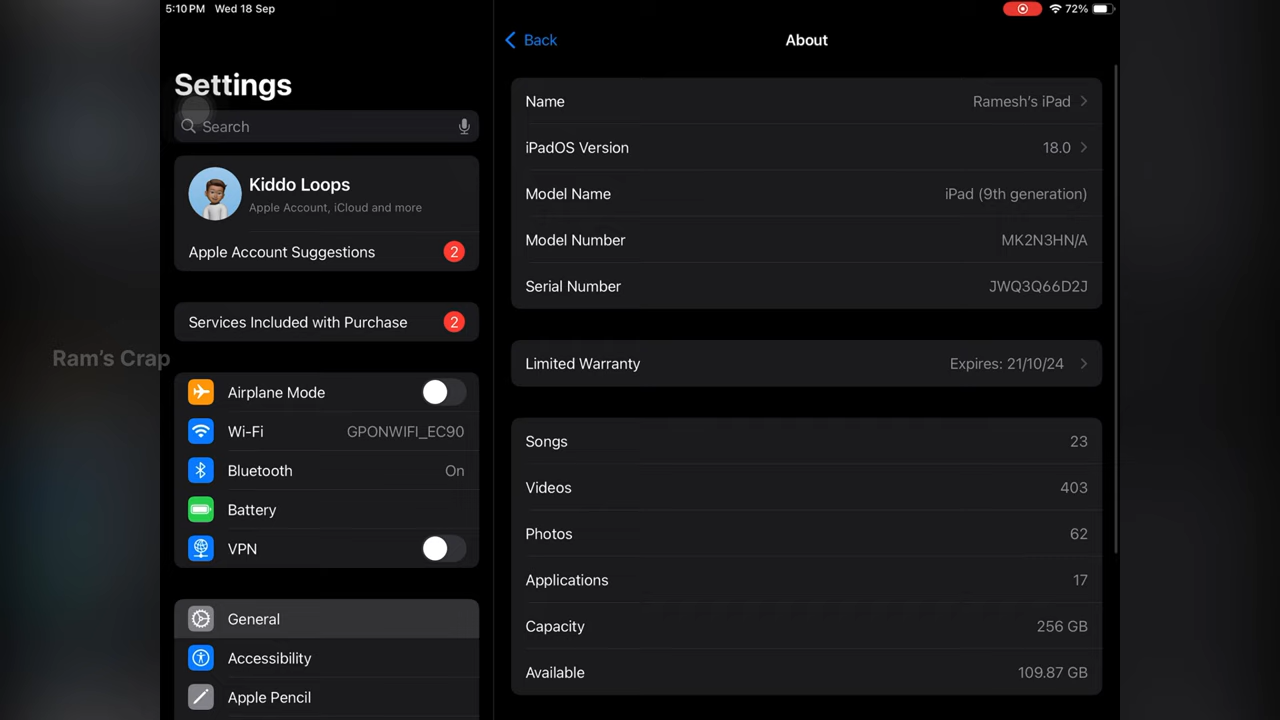 5:10 PM Wed 18 Sep
72%
Settings
Search
Kiddo Loops
Apple Account, iCloud and more
Apple Account Suggestions 2
Services Included with Purchase 2
Ram's Crap
Airplane Mode
Wi-Fi GPONWIFI_EC90
Bluetooth On
Battery
VPN
General
Accessibility
Apple Pencil
Back
About
Name Ramesh's iPad
iPadOS Version 18.0
Model Name iPad (9th generation)
Model Number MK2N3HN/A
Serial Number JWQ3Q66D2J
Limited Warranty Expires: 21/10/24
Songs 23
Videos 403
Photos 62
Applications 17
Capacity 256 GB
Available 109.87 GB